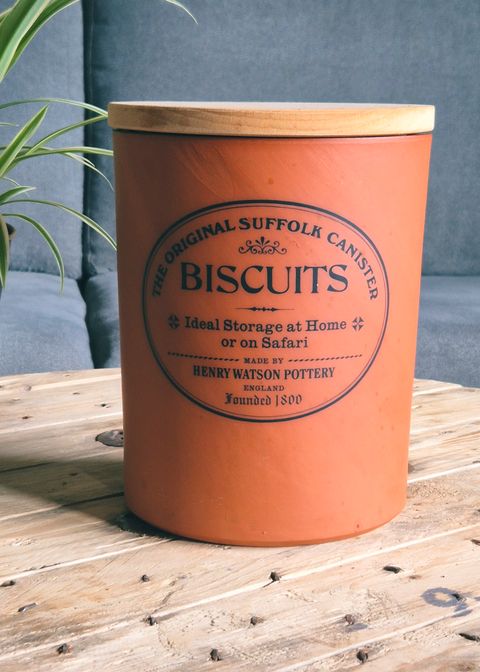 THE ORIGINAL SUFFOLK CANISTER
BISCUITS
Ideal Storage at Home
or on Safari
MADE BY
HENRY WATSON POTTERY
ENGLAND
Founded 1800